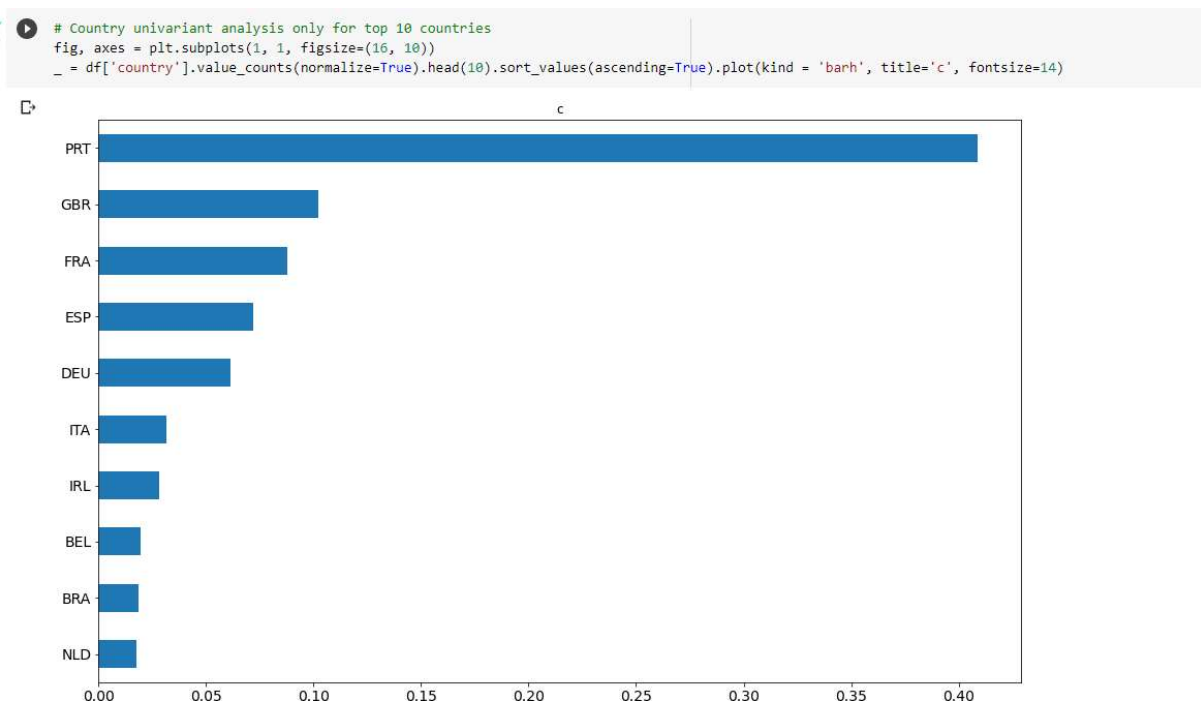 # Country univariant analysis only for top 10 countries
fig, axes = plt.subplots(1, 1, figsize=(16, 10))
_ = df['country'].value_counts(normalize=True).head(10).sort_values(ascending=True).plot(kind = 'barh', title='c', fontsize=14)
c
PRT
GBR
FRA
ESP
DEU
ITA
IRL
BEL
BRA
NLD
0.00 0.05 0.10 0.15 0.20 0.25 0.30 0.35 0.40